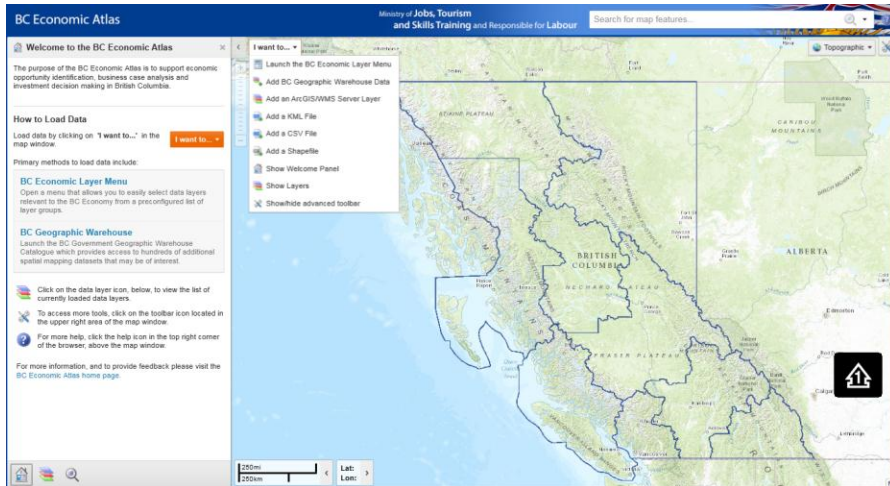 BC Economic Atlas
Ministry of Jobs, Tourism
and Skills Training and Responsible for Labour
Search for map features...
Welcome to the BC Economic Atlas
The purpose of the BC Economic Atlas is to support economic
opportunity identification, business case analysis and
investment decision making in British Columbia.
How to Load Data
Load data by clicking on "I want to..." in the
map window.
I want to...
Primary methods to load data include:
BC Economic Layer Menu
Open a menu that allows you to easily select data layers
relevant to the BC Economy from a preconfigured list of
layer groups.
BC Geographic Warehouse
Launch the BC Government Geographic Warehouse
Catalogue which provides access to hundreds of additional
spatial mapping datasets that may be of interest.
Click on the data layer icon, below, to view the list of
currently loaded data layers.
To access more tools, click on the toolbar icon located in
the upper right area of the map window.
For more help, click the help icon in the top right corner
of the browser, above the map window.
For more information, and to provide feedback please visit the
BC Economic Atlas home page.
I want to...
Launch the BC Economic Layer Menu
Add BC Geographic Warehouse Data
Add an ArcGIS/WMS Server Layer
Add a KML File
Add a CSV File
Add a Shapefile
Show Welcome Panel
Show Layers
Show/hide advanced toolbar
Topographic
CARIBOU
MOUNTAINS
BIRCH MOUNTAINS
STIKINE PLATEAU
BRITISH
COLUMBIA
ALBERTA
NECHAKO PLATEAU
FRASER PLATEAU
Edmonton
1
250mi
250km
Lat:
Lon: